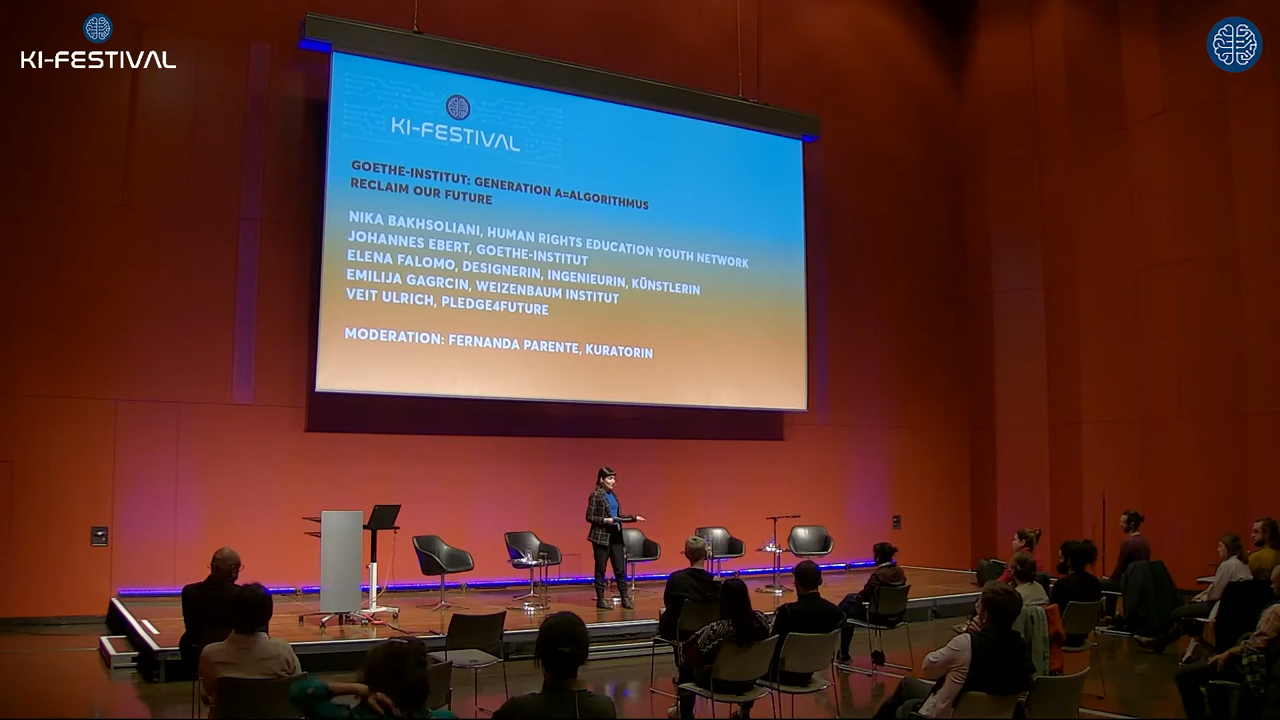 KI-FESTIVAL
KI-FESTIVAL
GOETHE-INSTITUT: GENERATION A=ALGORITHMUS
RECLAIM OUR FUTURE
NIKA BAKHSOLIANI, HUMAN RIGHTS EDUCATION YOUTH NETWORK
JOHANNES EBERT, GOETHE-INSTITUT
ELENA FALOMO, DESIGNERIN, INGENIEURIN, KÜNSTLERIN
EMILIJA GAGRCIN, WEIZENBAUM INSTITUT
VEIT ULRICH, PLEDGE4FUTURE
MODERATION: FERNANDA PARENTE, KURATORIN